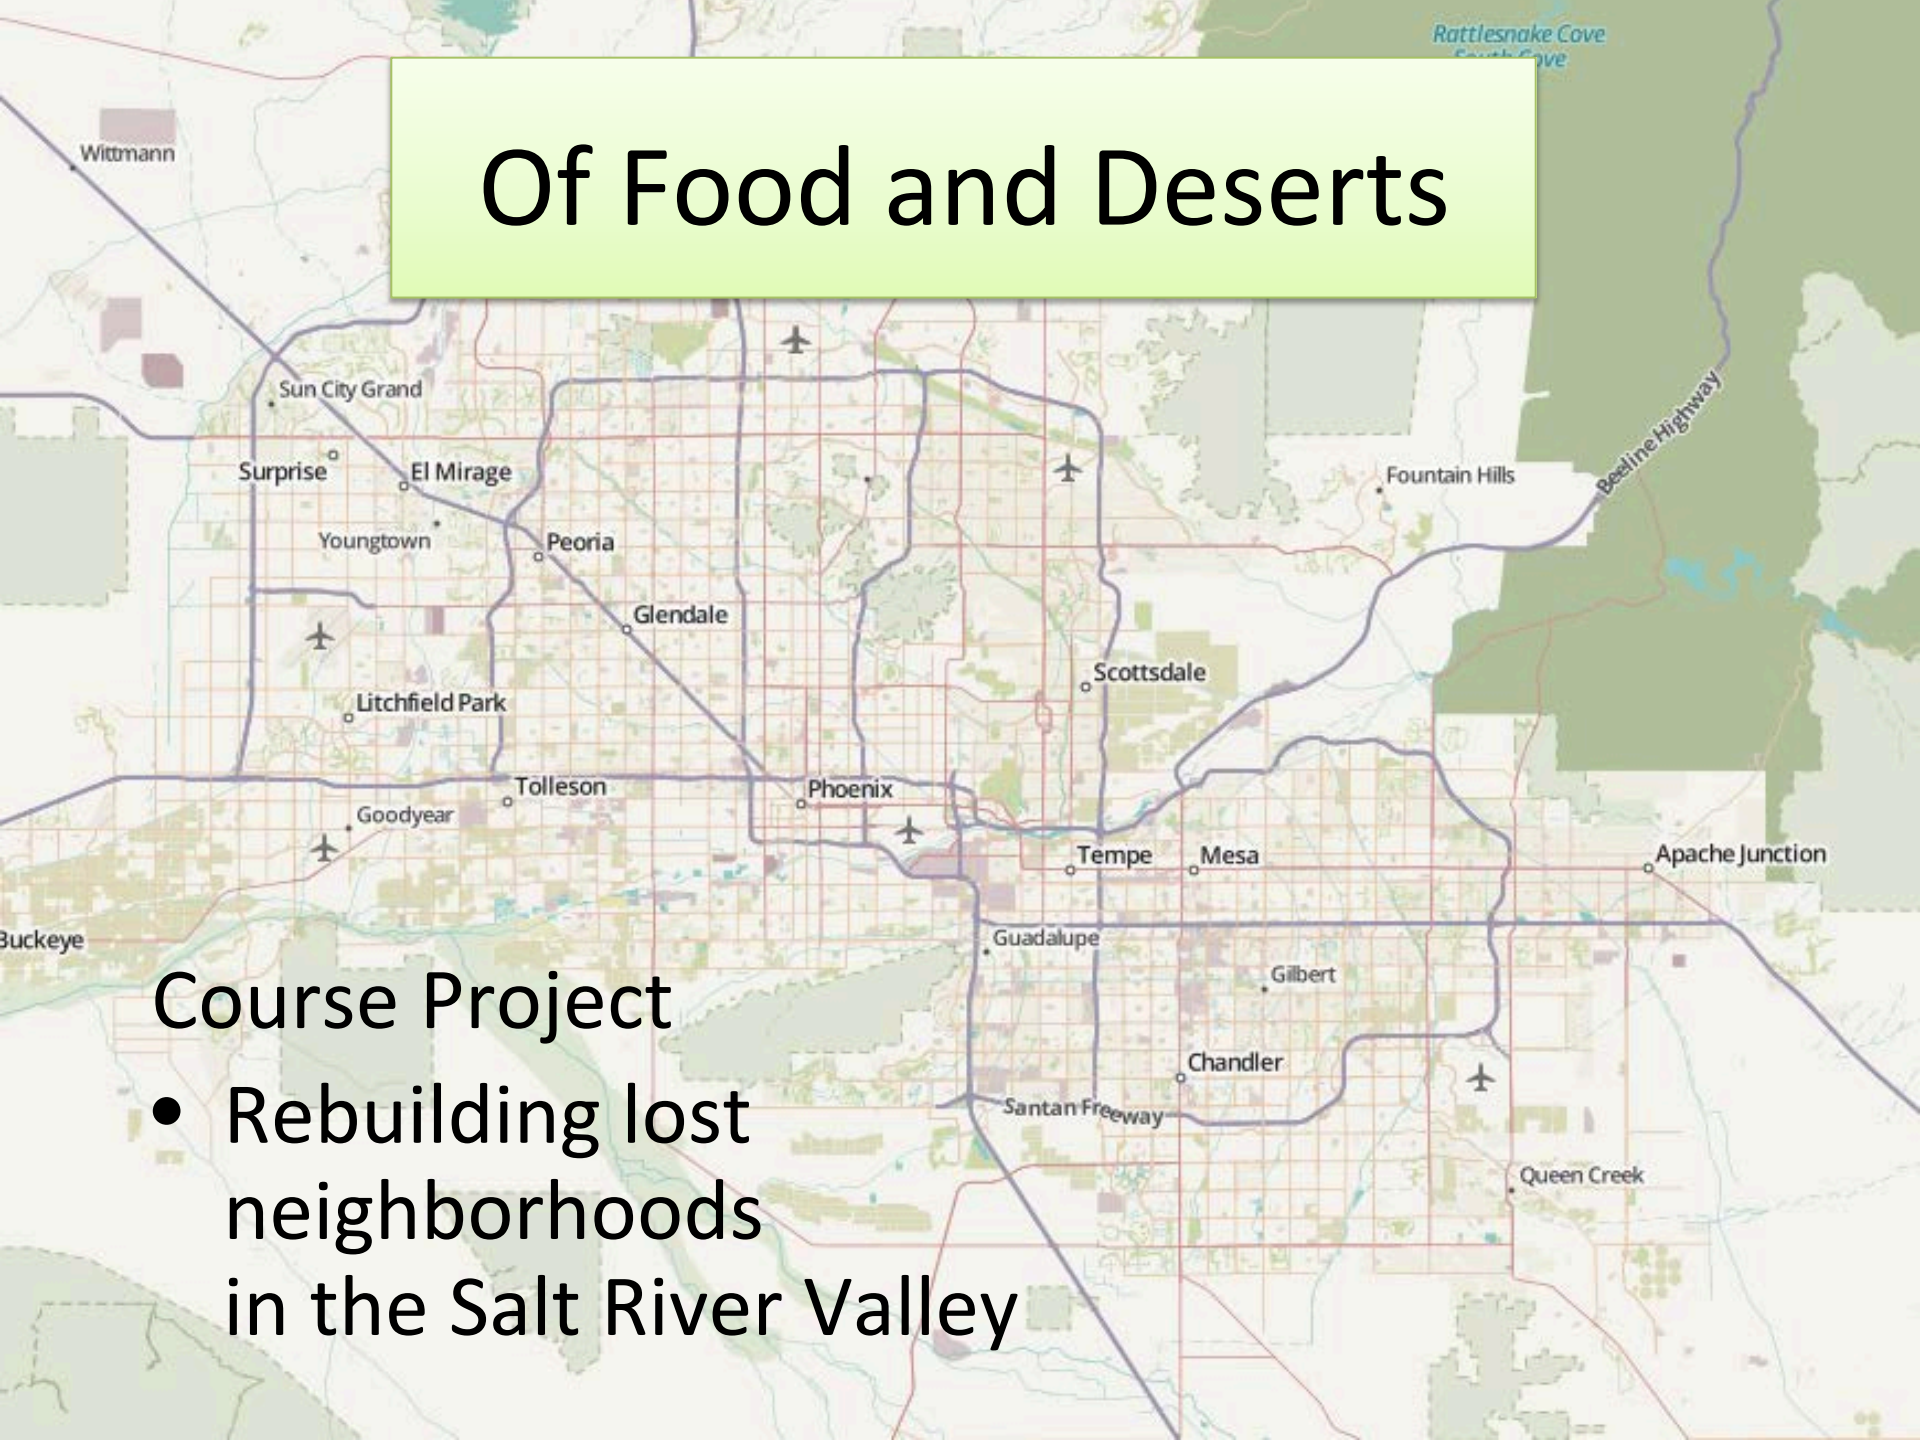 Rattlesnake Cove
South Cove
Of Food and Deserts
Wittmann
Sun City Grand
Beeline Highway
Surprise
El Mirage
Fountain Hills
Youngtown
Peoria
Glendale
Scottsdale
Litchfield Park
Tolleson
Phoenix
Goodyear
Tempe
Mesa
Apache Junction
Buckeye
Guadalupe
Gilbert
Course Project
Chandler
Santan Freeway
• Rebuilding lost
neighborhoods
Queen Creek
in the Salt River Valley